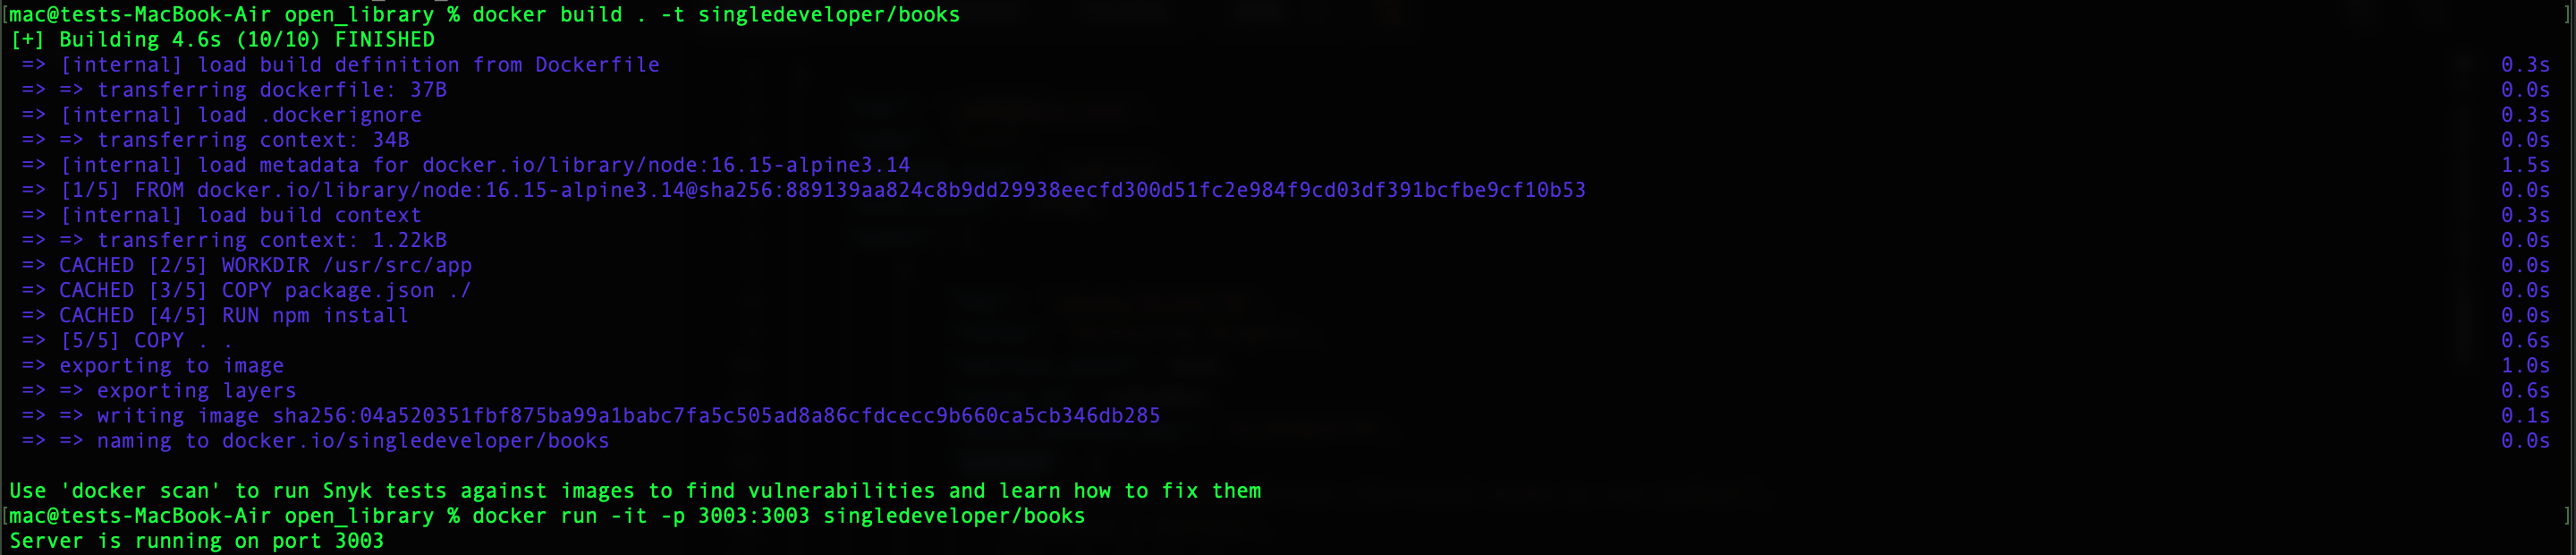 [mac@tests-MacBook-Air open_library % docker build . -t singledeveloper/books ]
[+] Building 4.6s (10/10) FINISHED
=> [internal] load build definition from Dockerfile 0.3s
=> => transferring dockerfile: 37B 0.0s
=> [internal] load .dockerignore 0.3s
=> => transferring context: 34B 0.0s
=> [internal] load metadata for docker.io/library/node:16.15-alpine3.14 1.5s
=> [1/5] FROM docker.io/library/node:16.15-alpine3.14@sha256:889139aa824c8b9dd29938eecfd300d51fc2e984f9cd03df391bcfbe9cf10b53 0.0s
=> [internal] load build context 0.3s
=> => transferring context: 1.22kB 0.0s
=> CACHED [2/5] WORKDIR /usr/src/app 0.0s
=> CACHED [3/5] COPY package.json ./ 0.0s
=> CACHED [4/5] RUN npm install 0.0s
=> [5/5] COPY . . 0.6s
=> exporting to image 1.0s
=> => exporting layers 0.6s
=> => writing image sha256:04a520351fbf875ba99a1babc7fa5c505ad8a86cfdcecc9b660ca5cb346db285 0.1s
=> => naming to docker.io/singledeveloper/books 0.0s
Use 'docker scan' to run Snyk tests against images to find vulnerabilities and learn how to fix them
[mac@tests-MacBook-Air open_library % docker run -it -p 3003:3003 singledeveloper/books ]
Server is running on port 3003